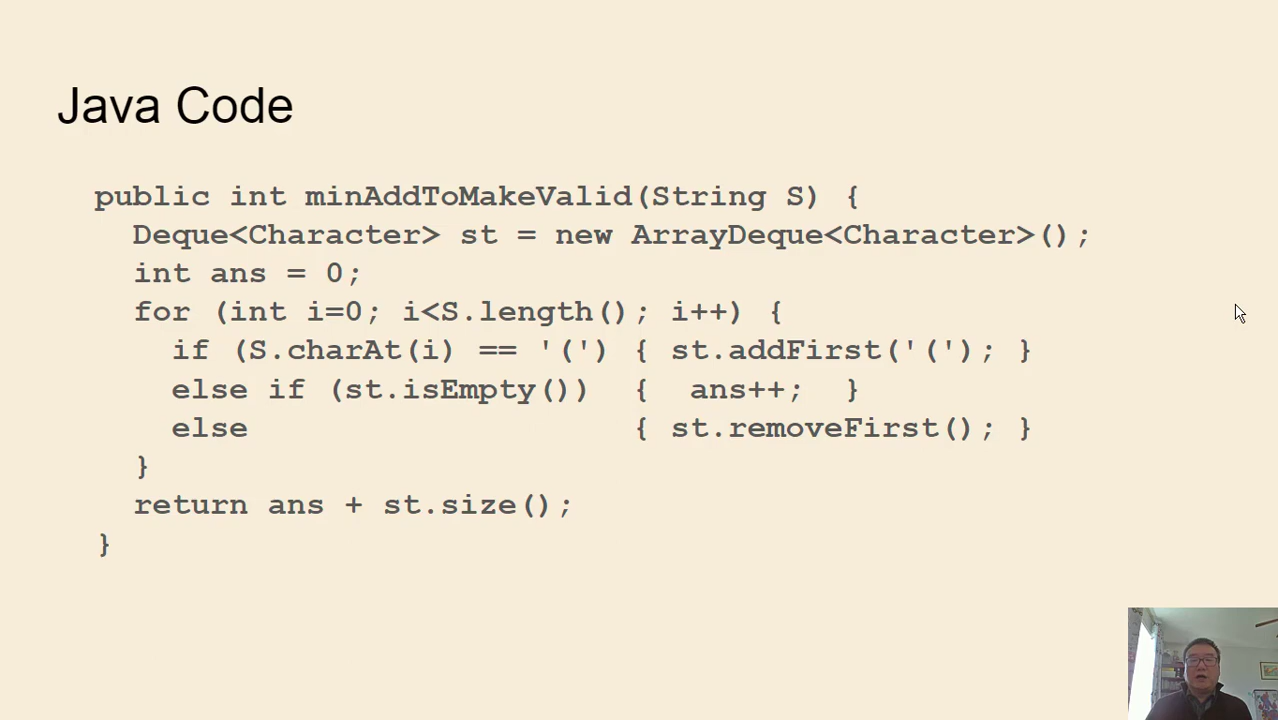 Java Code
public int minAddToMakeValid(String S) {
Deque<Character> st = new ArrayDeque<Character>();
int ans = 0;
for (int i=0; i<S.length(); i++) {
if (S.charAt(i) == '(') { st.addFirst('('); }
else if (st.isEmpty()) { ans++; }
else { st.removeFirst(); }
}
return ans + st.size();
}